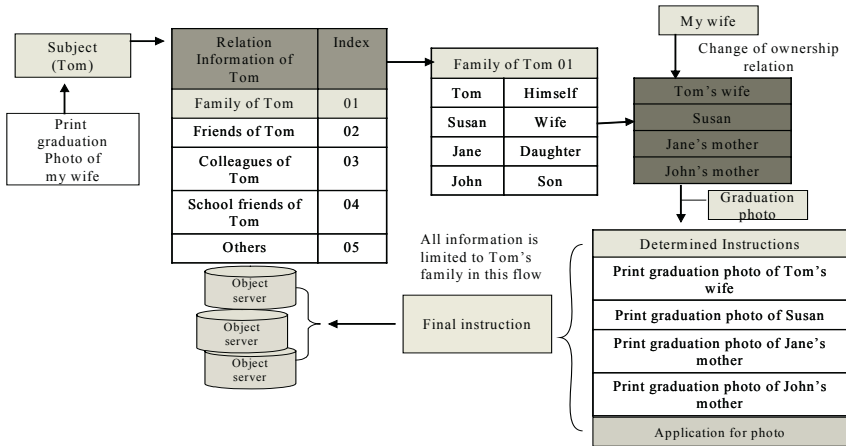 Subject
(Tom)
Print
graduation
Photo of
my wife
Relation
Information of
Tom
Index
Family of Tom
01
Friends of Tom
02
Colleagues of
Tom
03
School friends of
Tom
04
Others
05
Family of Tom 01
Tom
Himself
Susan
Wife
Jane
Daughter
John
Son
My wife
Change of ownership
relation
Tom's wife
Susan
Jane's mother
John's mother
Graduation
photo
Determined Instructions
Print graduation photo of Tom's
wife
Print graduation photo of Susan
Print graduation photo of Jane's
mother
Print graduation photo of John's
mother
Application for photo
All information is
limited to Tom's
family in this flow
Final instruction
Object
server
Object
server
Object
server